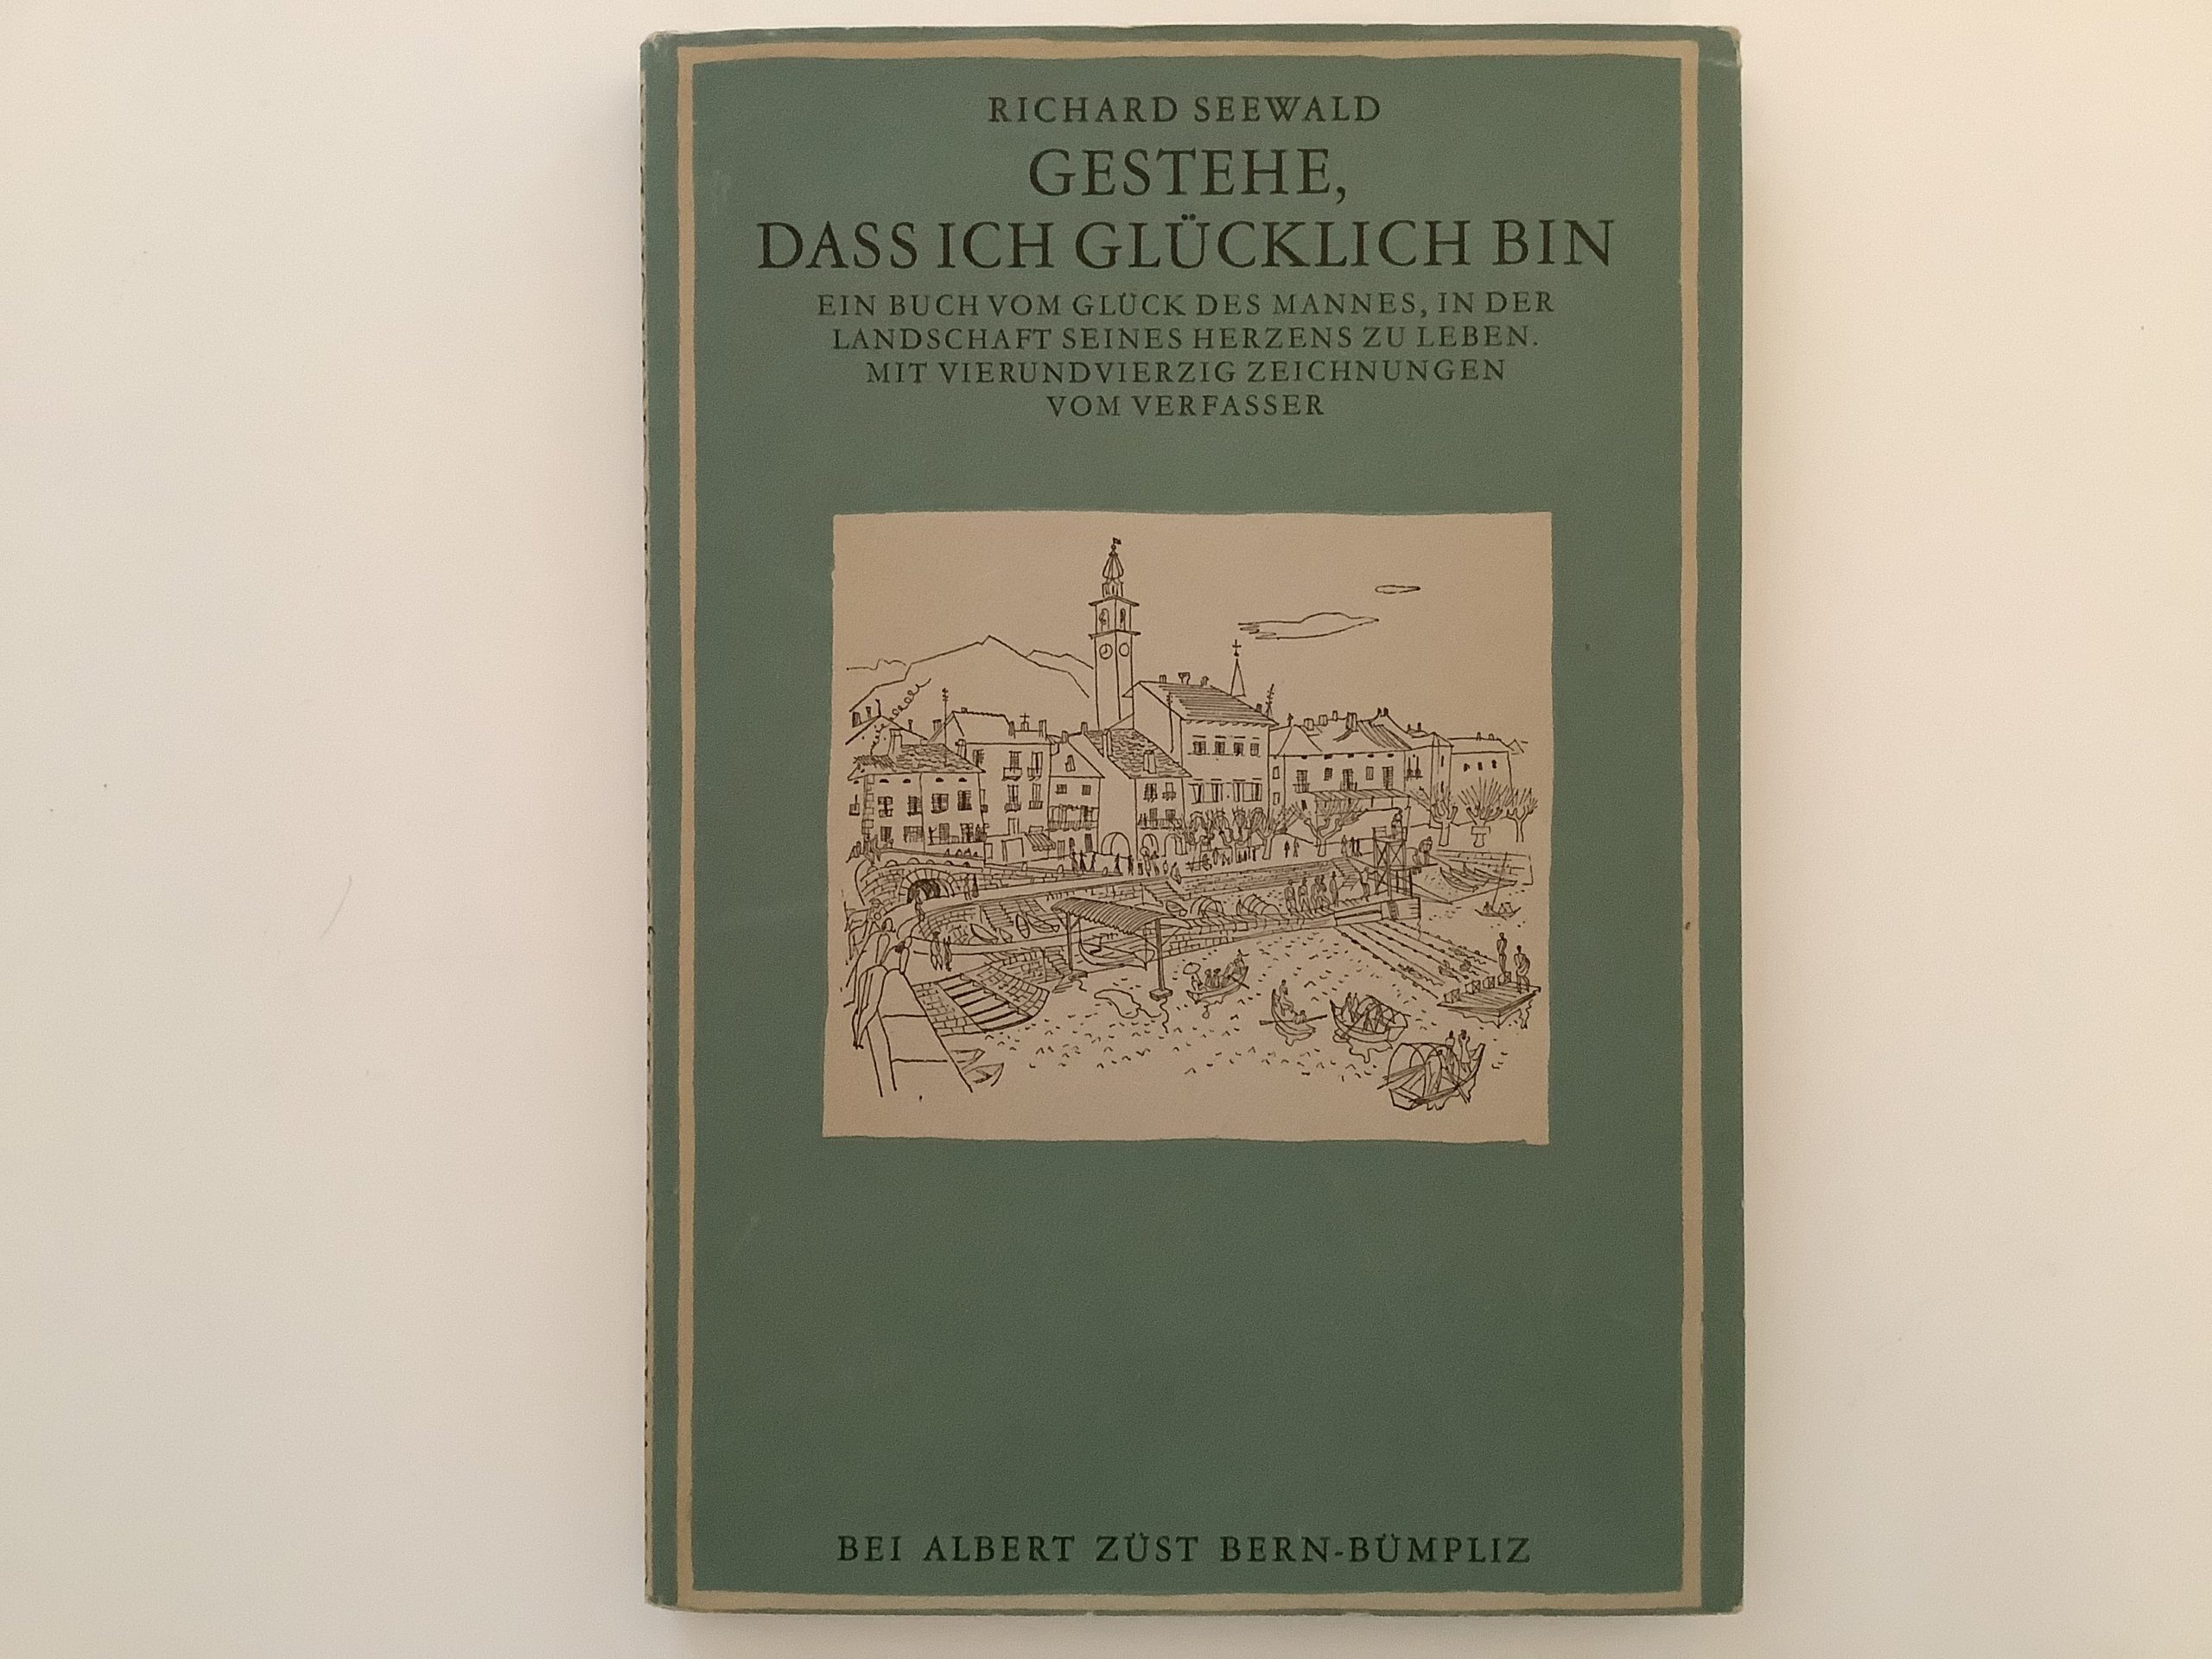 RICHARD SEEWALD
GESTEHE,
DASS ICH GLÜCKLICH BIN
EIN BUCH VOM GLÜCK DES MANNES, IN DER
LANDSCHAFT SEINES HERZENS ZU LEBEN.
MIT VIERUNDVIERZIG ZEICHNUNGEN
VOM VERFASSER
BEI ALBERT ZÜST BERN-BÜMPLIZ